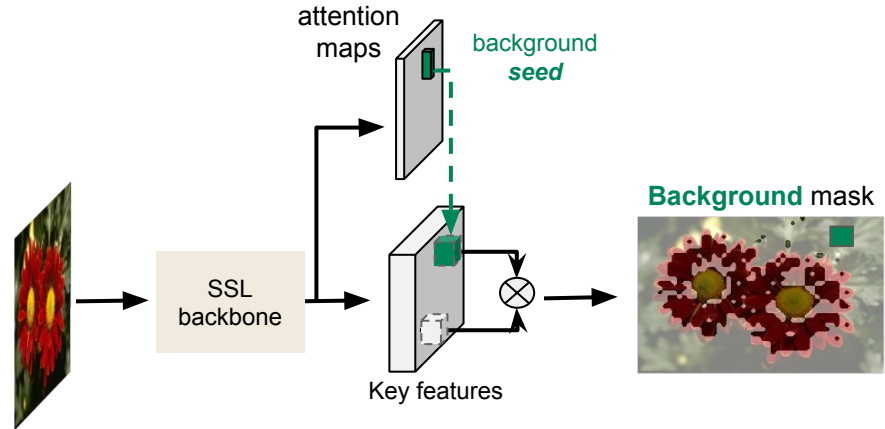 attention
maps
background
seed
Background mask
SSL
backbone
Key features